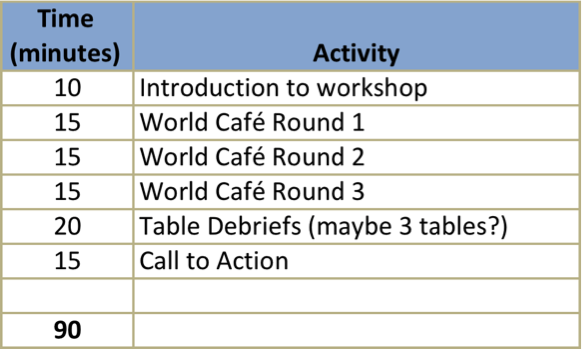 Time (minutes) Activity
10 Introduction to workshop
15 World Café Round 1
15 World Café Round 2
15 World Café Round 3
20 Table Debriefs (maybe 3 tables?)
15 Call to Action
90